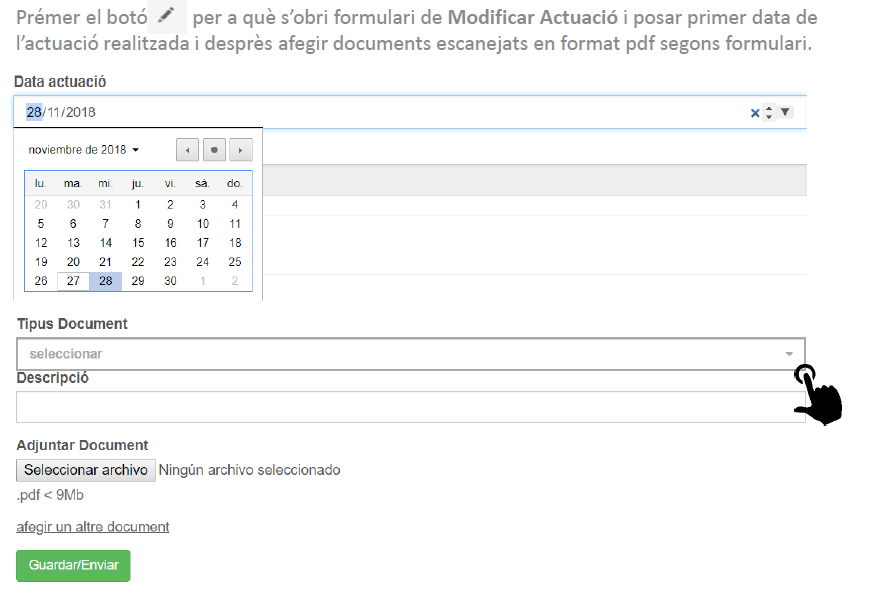 Prémer el botó per a què s’obri formulari de Modificar Actuació i posar primer data de
l’actuació realitzada i desprès afegir documents escanejats en format pdf segons formulari.
Data actuació
28/11/2018
noviembre de 2018
lu. ma. mi. ju. vi. sá. do.
29 30 31 1 2 3 4
5 6 7 8 9 10 11
12 13 14 15 16 17 18
19 20 21 22 23 24 25
26 27 28 29 30 1 2
Tipus Document
seleccionar
Descripció
Adjuntar Document
Seleccionar archivo Ningún archivo seleccionado
.pdf < 9Mb
afegir un altre document
Guardar/Enviar